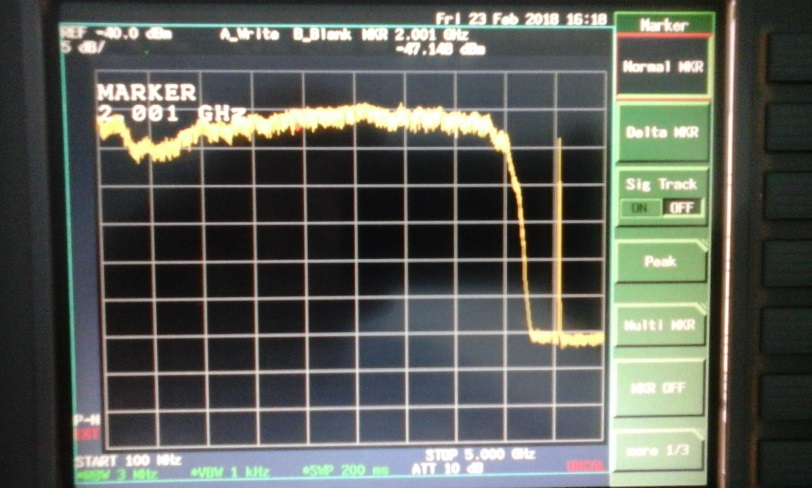 Fri 23 Feb 2018 16:18
REF -40.0 dBm A_Write B_Blank MKR 2.001 GHz
5 dB/ -47.148 dBm
MARKER
2.001 GHz
START 100 MHz STOP 5.000 GHz
*RBW 3 MHz *VBW 1 kHz *SWP 200 ms ATT 10 dB
Marker
Normal MKR
Delta MKR
Sig Track
ON OFF
Peak
Multi MKR
MKR OFF
more 1/3